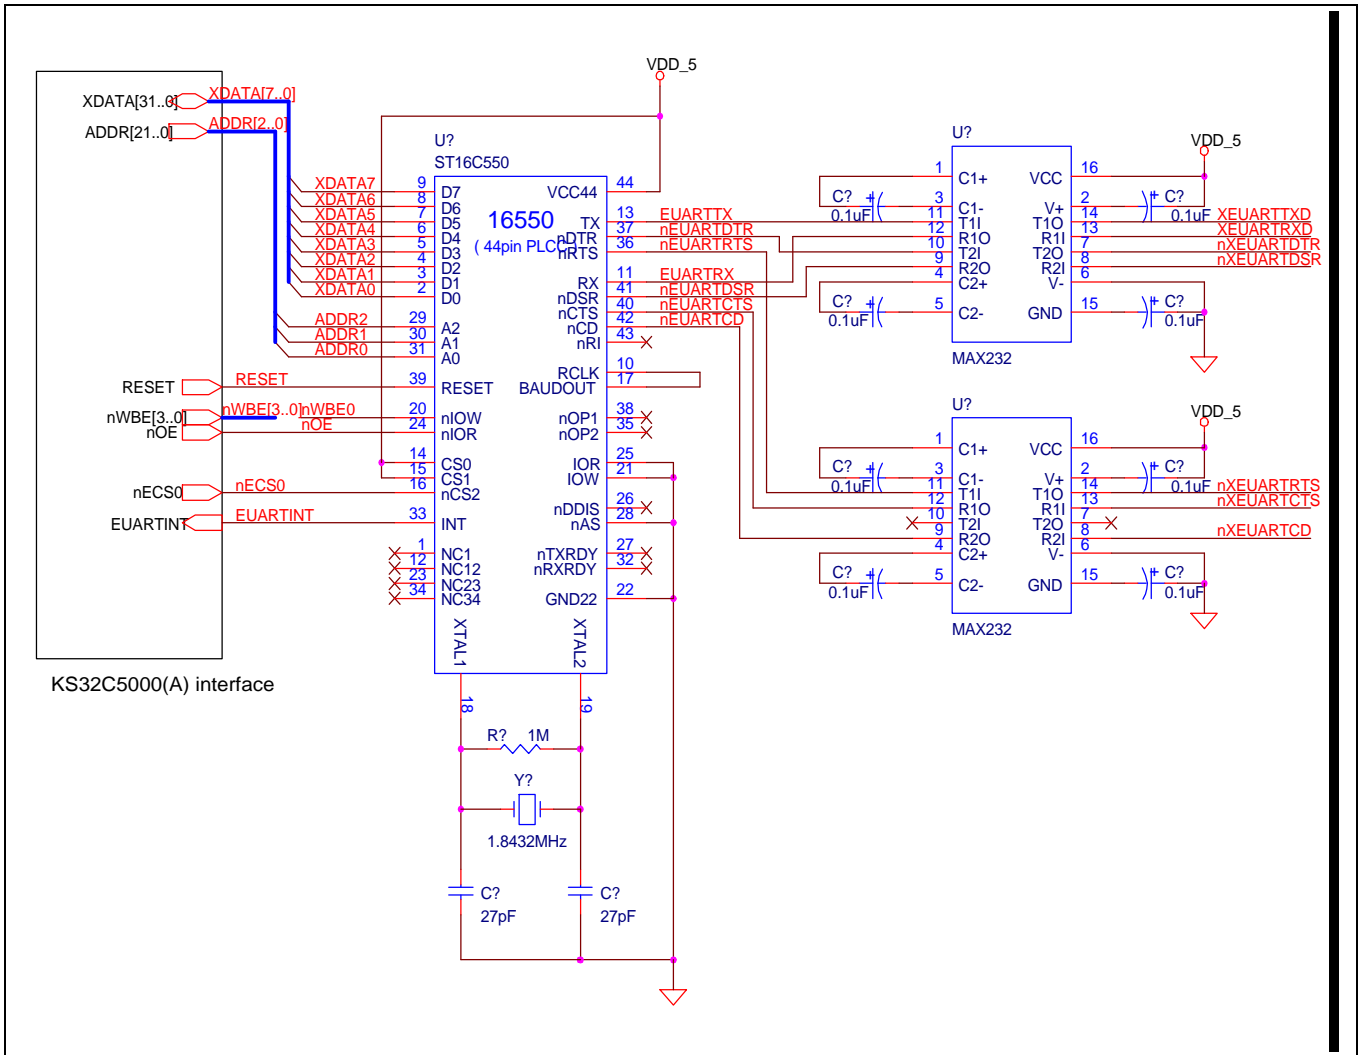 VDD_5
XDATA[31..0]
XDATA[7..0]
ADDR[21..0]
ADDR[2..0]
U?
ST16C550
16550
( 44pin PLCC )
XDATA7 9 D7
XDATA6 8 D6
XDATA5 7 D5
XDATA4 6 D4
XDATA3 5 D3
XDATA2 4 D2
XDATA1 3 D1
XDATA0 2 D0
ADDR2 29 A2
ADDR1 30 A1
ADDR0 31 A0
RESET RESET 39 RESET
nWBE[3..0] nWBE[3..0] nWBE0 20 nIOW
nOE nOE 24 nIOR
14 CS0
15 CS1
nECS0 nECS0 16 nCS2
EUARTINT EUARTINT 33 INT
1 NC1
12 NC12
23 NC23
34 NC34
KS32C5000(A) interface
VCC44 44
TX 13 EUARTTX
nDTR 37 nEUARTDTR
nRTS 36 nEUARTRTS
RX 11 EUARTRX
nDSR 41 nEUARTDSR
nCTS 40 nEUARTCTS
nCD 42 nEUARTCD
nRI 43
RCLK 10
BAUDOUT 17
nOP1 38
nOP2 35
IOR 25
IOW 21
nDDIS 26
nAS 28
nTXRDY 27
nRXRDY 32
GND22 22
XTAL1 18
XTAL2 19
R? 1M
Y?
1.8432MHz
C?
27pF
C?
27pF
U?
VDD_5
1 C1+ VCC 16
C? 3 C1- V+ 2 C?
0.1uF 11 T1I T1O 14 0.1uF XEUARTTXD
12 R1O R1I 13 XEUARTRXD
10 T2I T2O 7 nXEUARTDTR
9 R2O R2I 8 nXEUARTDSR
4 C2+ V- 6
C? 5 C2- GND 15 C?
0.1uF 0.1uF
MAX232
U?
VDD_5
1 C1+ VCC 16
C? 3 C1- V+ 2 C?
0.1uF 11 T1I T1O 14 0.1uF nXEUARTRTS
12 R1O R1I 13 nXEUARTCTS
10 T2I T2O 7
9 R2O R2I 8 nXEUARTCD
4 C2+ V- 6
C? 5 C2- GND 15 C?
0.1uF 0.1uF
MAX232